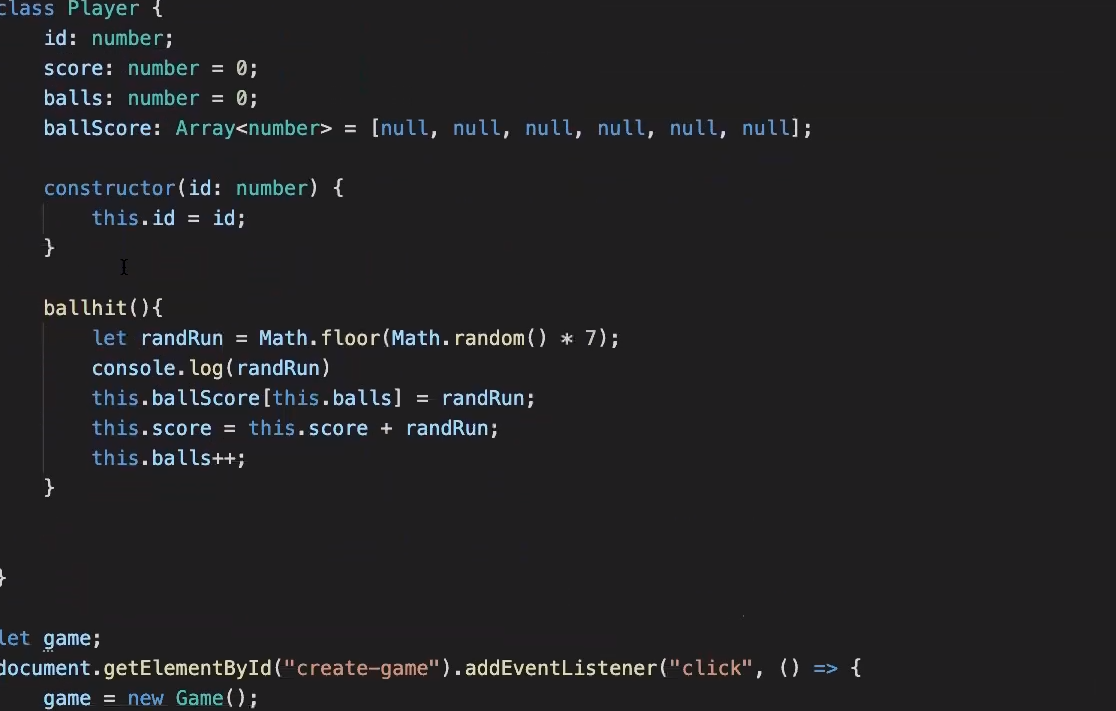 class Player {
id: number;
score: number = 0;
balls: number = 0;
ballScore: Array<number> = [null, null, null, null, null, null];
constructor(id: number) {
this.id = id;
}
ballhit(){
let randRun = Math.floor(Math.random() * 7);
console.log(randRun)
this.ballScore[this.balls] = randRun;
this.score = this.score + randRun;
this.balls++;
}
}
let game;
document.getElementById("create-game").addEventListener("click", () => {
game = new Game();